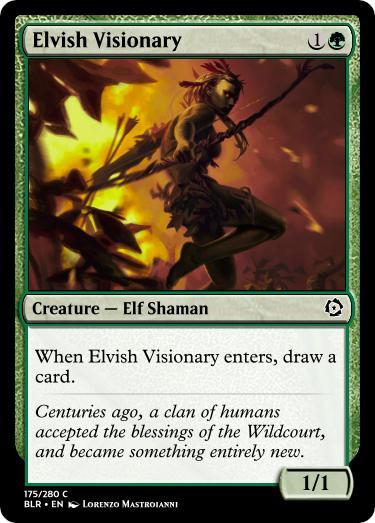 Elvish Visionary 1
Creature — Elf Shaman
When Elvish Visionary enters, draw a
card.
Centuries ago, a clan of humans
accepted the blessings of the Wildcourt,
and became something entirely new.
1/1
175/280 C
BLR • EN Lorenzo Mastroianni